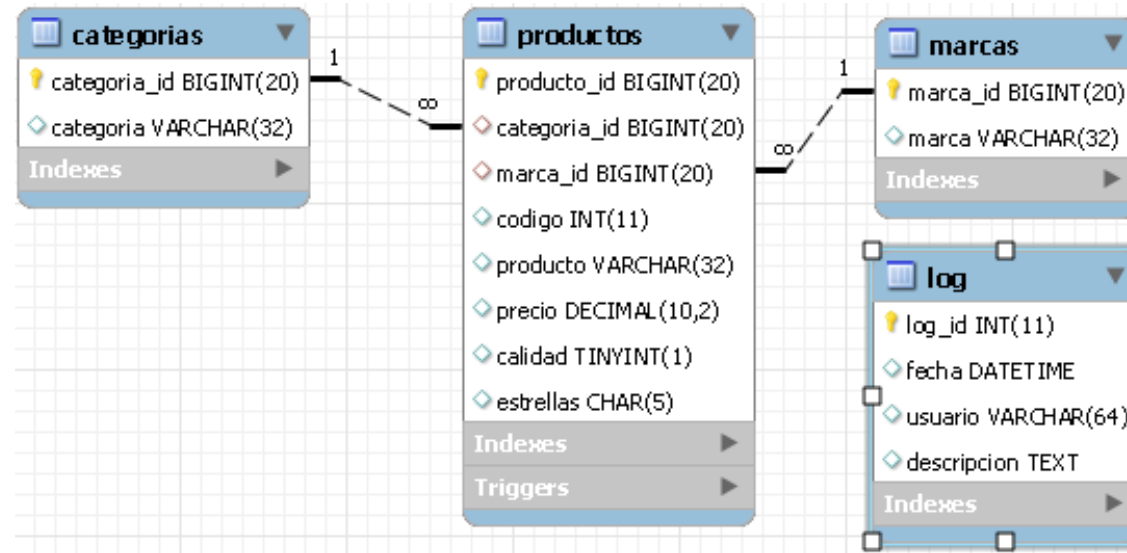 categorias
categoria_id BIGINT(20)
categoria VARCHAR(32)
Indexes
1
∞
productos
producto_id BIGINT(20)
categoria_id BIGINT(20)
marca_id BIGINT(20)
codigo INT(11)
producto VARCHAR(32)
precio DECIMAL(10,2)
calidad TINYINT(1)
estrellas CHAR(5)
Indexes
Triggers
1
∞
marcas
marca_id BIGINT(20)
marca VARCHAR(32)
Indexes
log
log_id INT(11)
fecha DATETIME
usuario VARCHAR(64)
descripcion TEXT
Indexes